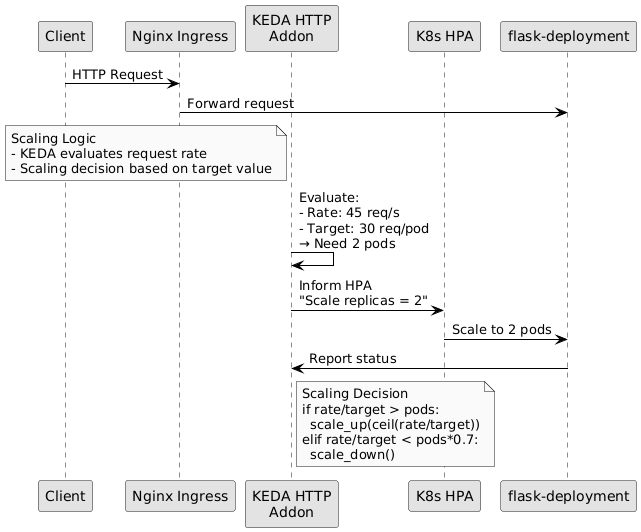 KEDA HTTP
Addon
Client
Nginx Ingress
K8s HPA
flask-deployment
HTTP Request
Forward request
Scaling Logic
- KEDA evaluates request rate
- Scaling decision based on target value
Evaluate:
- Rate: 45 req/s
- Target: 30 req/pod
→ Need 2 pods
Inform HPA
"Scale replicas = 2"
Scale to 2 pods
Report status
Scaling Decision
if rate/target > pods:
  scale_up(ceil(rate/target))
elif rate/target < pods*0.7:
  scale_down()
Client
Nginx Ingress
KEDA HTTP
Addon
K8s HPA
flask-deployment